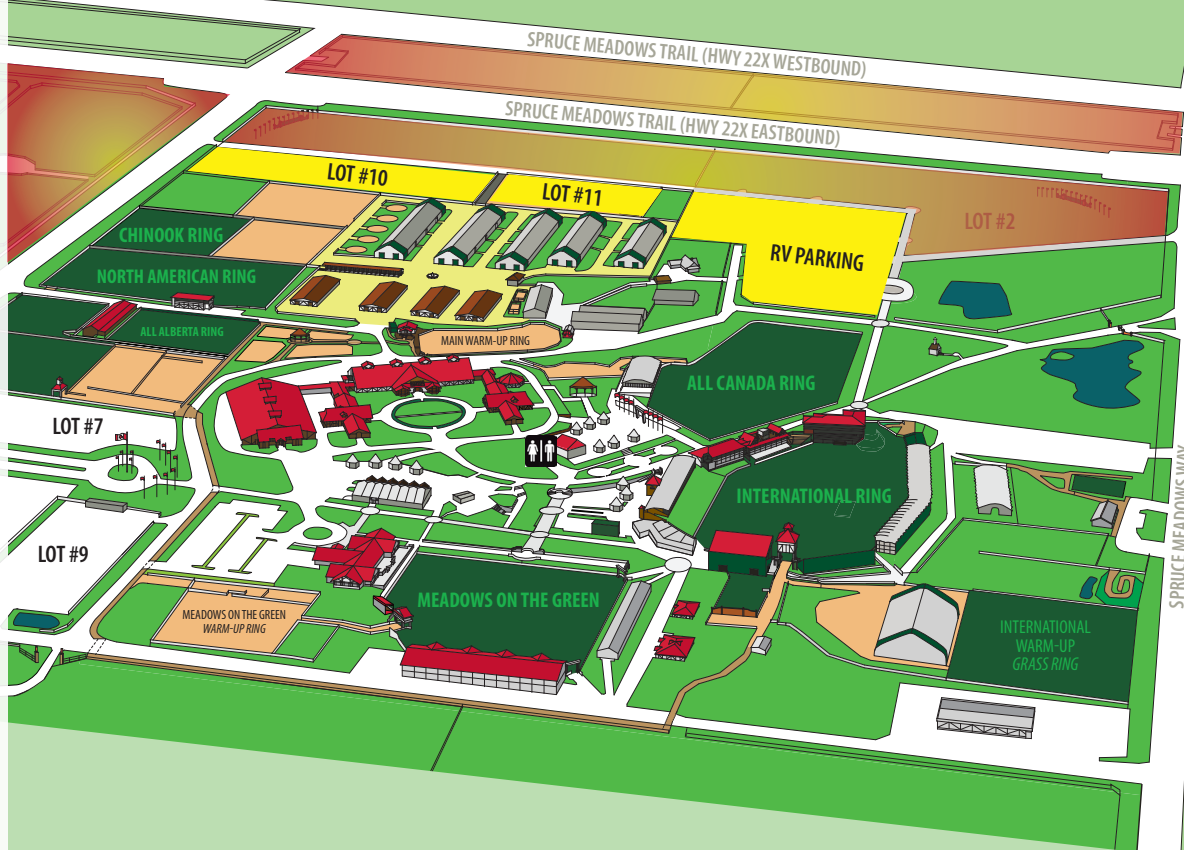 SPRUCE MEADOWS TRAIL (HWY 22X WESTBOUND)
SPRUCE MEADOWS TRAIL (HWY 22X EASTBOUND)
LOT #10
LOT #11
LOT #2
RV PARKING
CHINOOK RING
NORTH AMERICAN RING
ALL ALBERTA RING
MAIN WARM-UP RING
ALL CANADA RING
LOT #7
INTERNATIONAL RING
SPRUCE MEADOWS WAY
LOT #9
MEADOWS ON THE GREEN
MEADOWS ON THE GREEN
WARM-UP RING
INTERNATIONAL
WARM-UP
GRASS RING